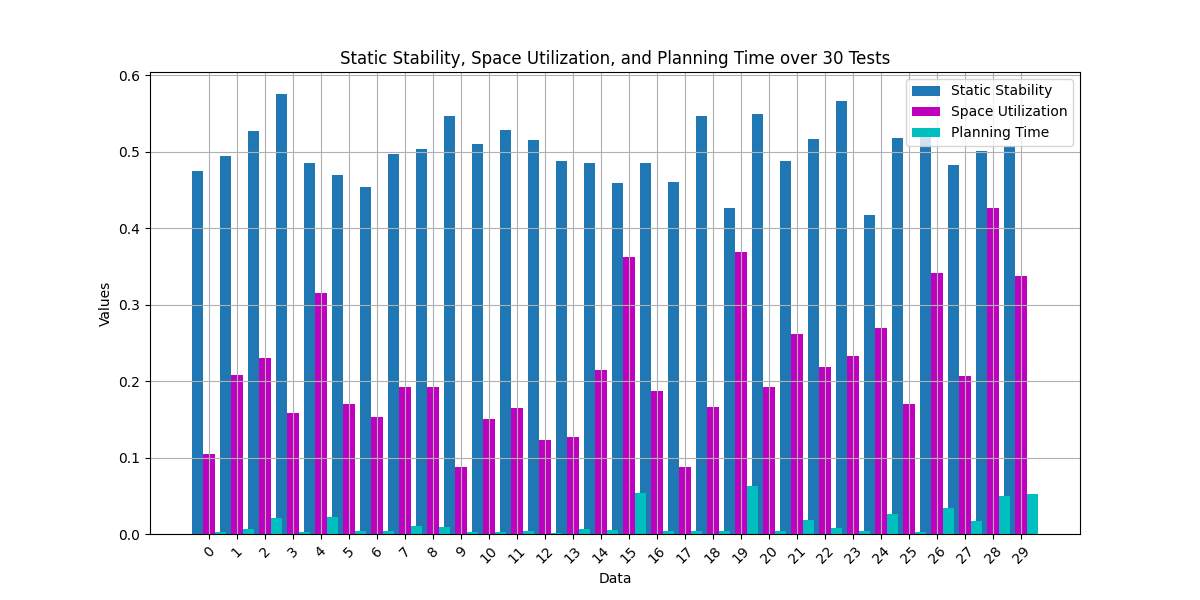 Static Stability, Space Utilization, and Planning Time over 30 Tests
Static Stability
Space Utilization
Planning Time
Values
0.6
0.5
0.4
0.3
0.2
0.1
0.0
0 1 2 3 4 5 6 7 8 9 10 11 12 13 14 15 16 17 18 19 20 21 22 23 24 25 26 27 28 29
Data